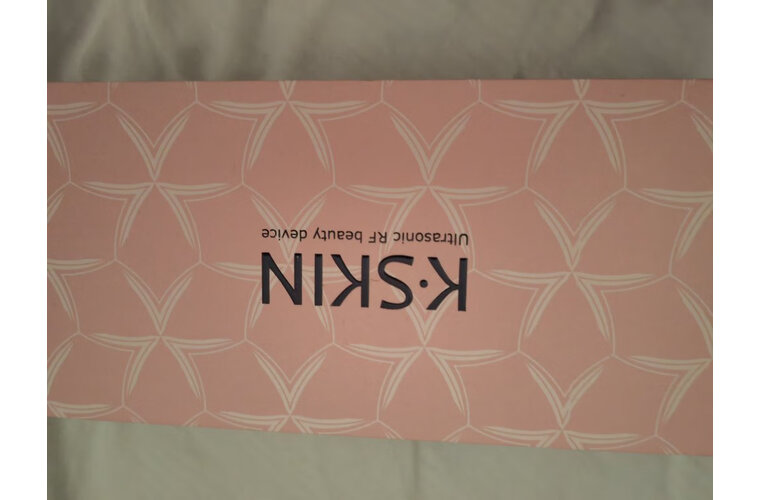 K·SKIN
Ultrasonic RF beauty device